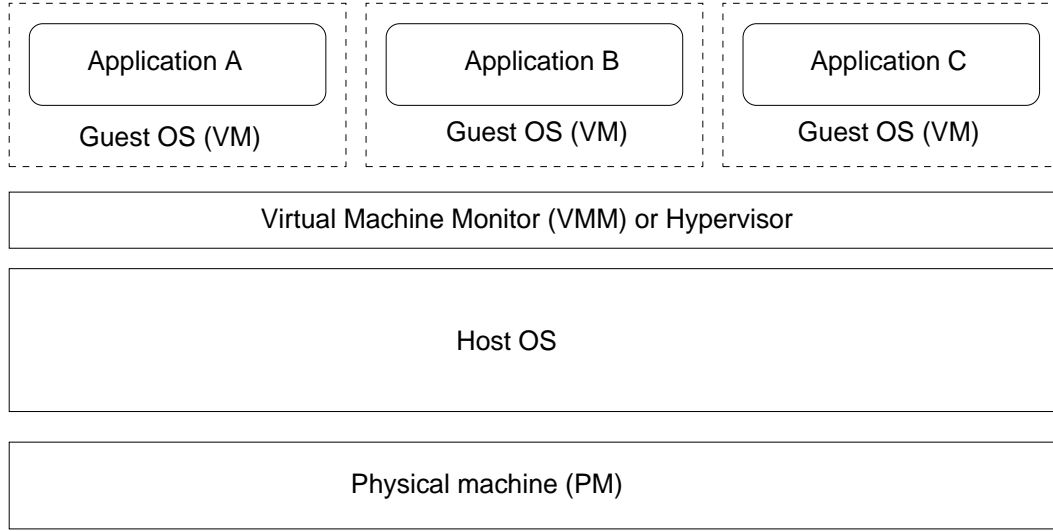 Application A
Application B
Application C
Guest OS (VM)
Guest OS (VM)
Guest OS (VM)
Virtual Machine Monitor (VMM) or Hypervisor
Host OS
Physical machine (PM)